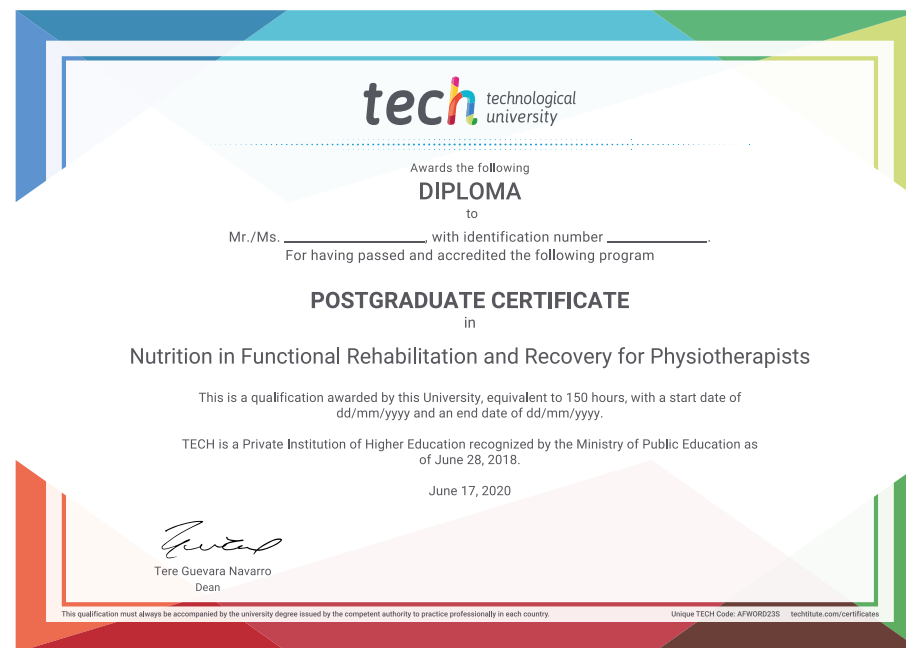 tech technological
university
Awards the following
DIPLOMA
to
Mr./Ms. ____________, with identification number ____________.
For having passed and accredited the following program
POSTGRADUATE CERTIFICATE
in
Nutrition in Functional Rehabilitation and Recovery for Physiotherapists
This is a qualification awarded by this University, equivalent to 150 hours, with a start date of
dd/mm/yyyy and an end date of dd/mm/yyyy.
TECH is a Private Institution of Higher Education recognized by the Ministry of Public Education as
of June 28, 2018.
June 17, 2020
Tere Guevara Navarro
Dean
This qualification must always be accompanied by the university degree issued by the competent authority to practice professionally in each country.
Unique TECH Code: AFWORD23S techtitute.com/certificates